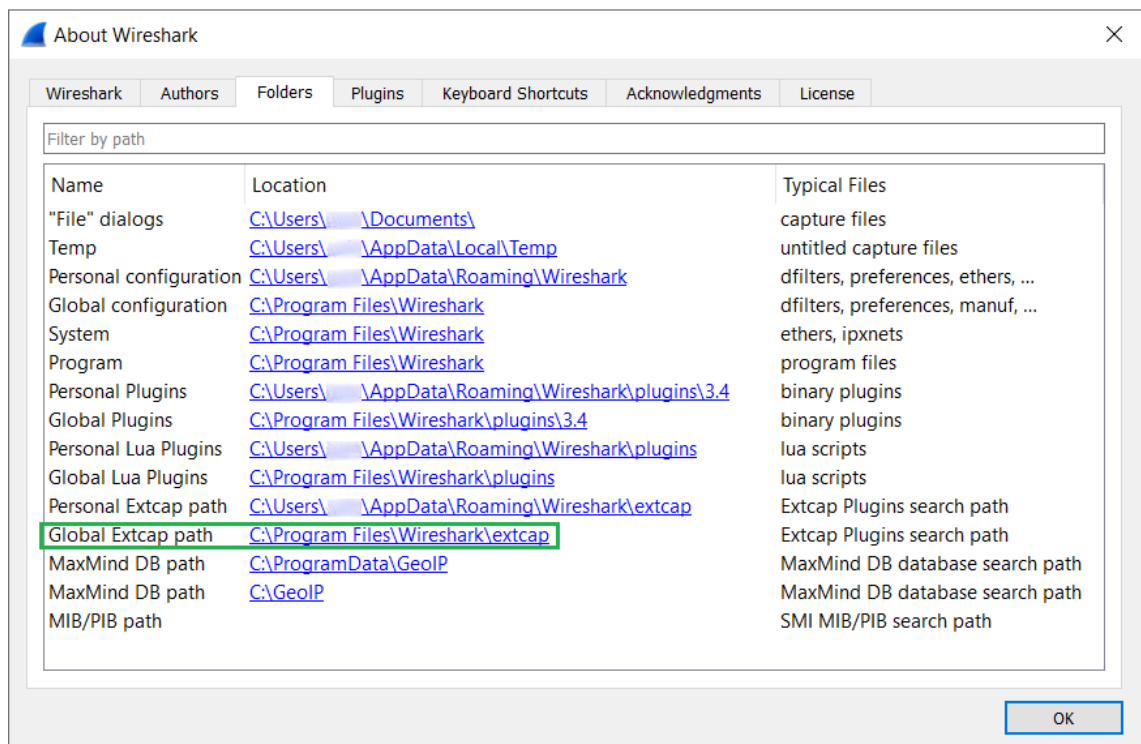 About Wireshark
Wireshark Authors Folders Plugins Keyboard Shortcuts Acknowledgments License
Filter by path
Name Location Typical Files
"File" dialogs C:\Users\ \Documents\ capture files
Temp C:\Users\ \AppData\Local\Temp untitled capture files
Personal configuration C:\Users\ \AppData\Roaming\Wireshark dfilters, preferences, ethers, ...
Global configuration C:\Program Files\Wireshark dfilters, preferences, manuf, ...
System C:\Program Files\Wireshark ethers, ipxnets
Program C:\Program Files\Wireshark program files
Personal Plugins C:\Users\ \AppData\Roaming\Wireshark\plugins\3.4 binary plugins
Global Plugins C:\Program Files\Wireshark\plugins\3.4 binary plugins
Personal Lua Plugins C:\Users\ \AppData\Roaming\Wireshark\plugins lua scripts
Global Lua Plugins C:\Program Files\Wireshark\plugins lua scripts
Personal Extcap path C:\Users\ \AppData\Roaming\Wireshark\extcap Extcap Plugins search path
Global Extcap path C:\Program Files\Wireshark\extcap Extcap Plugins search path
MaxMind DB path C:\ProgramData\GeoIP MaxMind DB database search path
MaxMind DB path C:\GeoIP MaxMind DB database search path
MIB/PIB path SMI MIB/PIB search path
OK